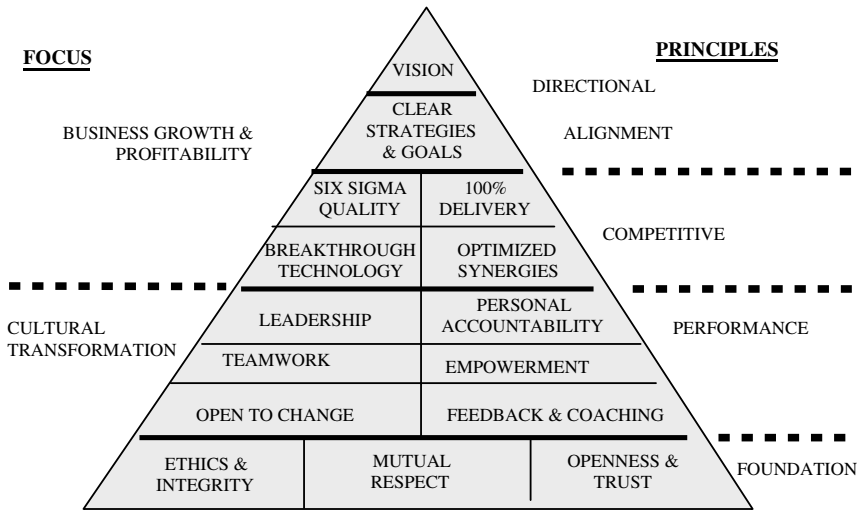 FOCUS
PRINCIPLES
VISION
DIRECTIONAL
CLEAR
STRATEGIES
& GOALS
BUSINESS GROWTH &
PROFITABILITY
ALIGNMENT
SIX SIGMA
QUALITY
100%
DELIVERY
COMPETITIVE
BREAKTHROUGH
TECHNOLOGY
OPTIMIZED
SYNERGIES
CULTURAL
TRANSFORMATION
LEADERSHIP
PERSONAL
ACCOUNTABILITY
PERFORMANCE
TEAMWORK
EMPOWERMENT
OPEN TO CHANGE
FEEDBACK & COACHING
ETHICS &
INTEGRITY
MUTUAL
RESPECT
OPENNESS &
TRUST
FOUNDATION